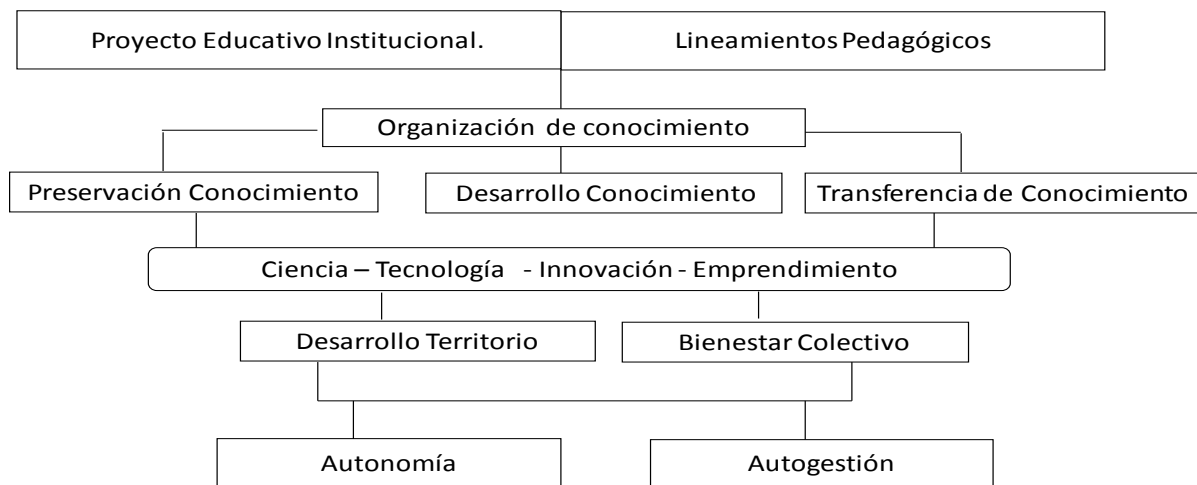 Proyecto Educativo Institucional.
Lineamientos Pedagógicos
Organización de conocimiento
Preservación Conocimiento
Desarrollo Conocimiento
Transferencia de Conocimiento
Ciencia – Tecnología - Innovación - Emprendimiento
Desarrollo Territorio
Bienestar Colectivo
Autonomía
Autogestión